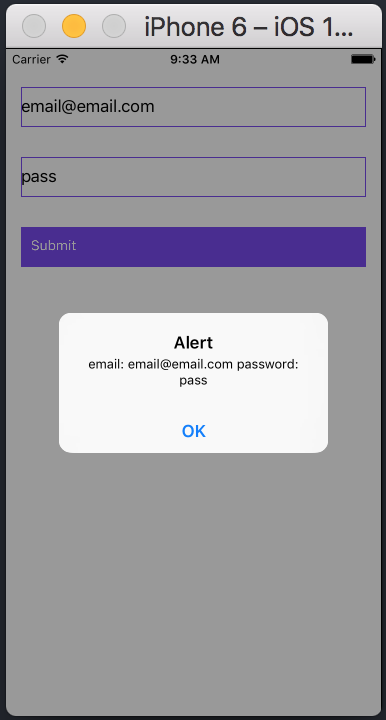 iPhone 6 – iOS 1...
Carrier 9:33 AM
email@email.com
pass
Submit
Alert
email: email@email.com password:
pass
OK